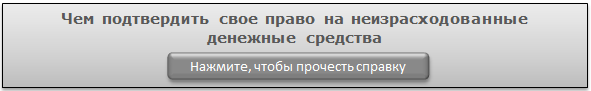 Чем подтвердить свое право на неизрасходованные
денежные средства
Нажмите, чтобы прочесть справку